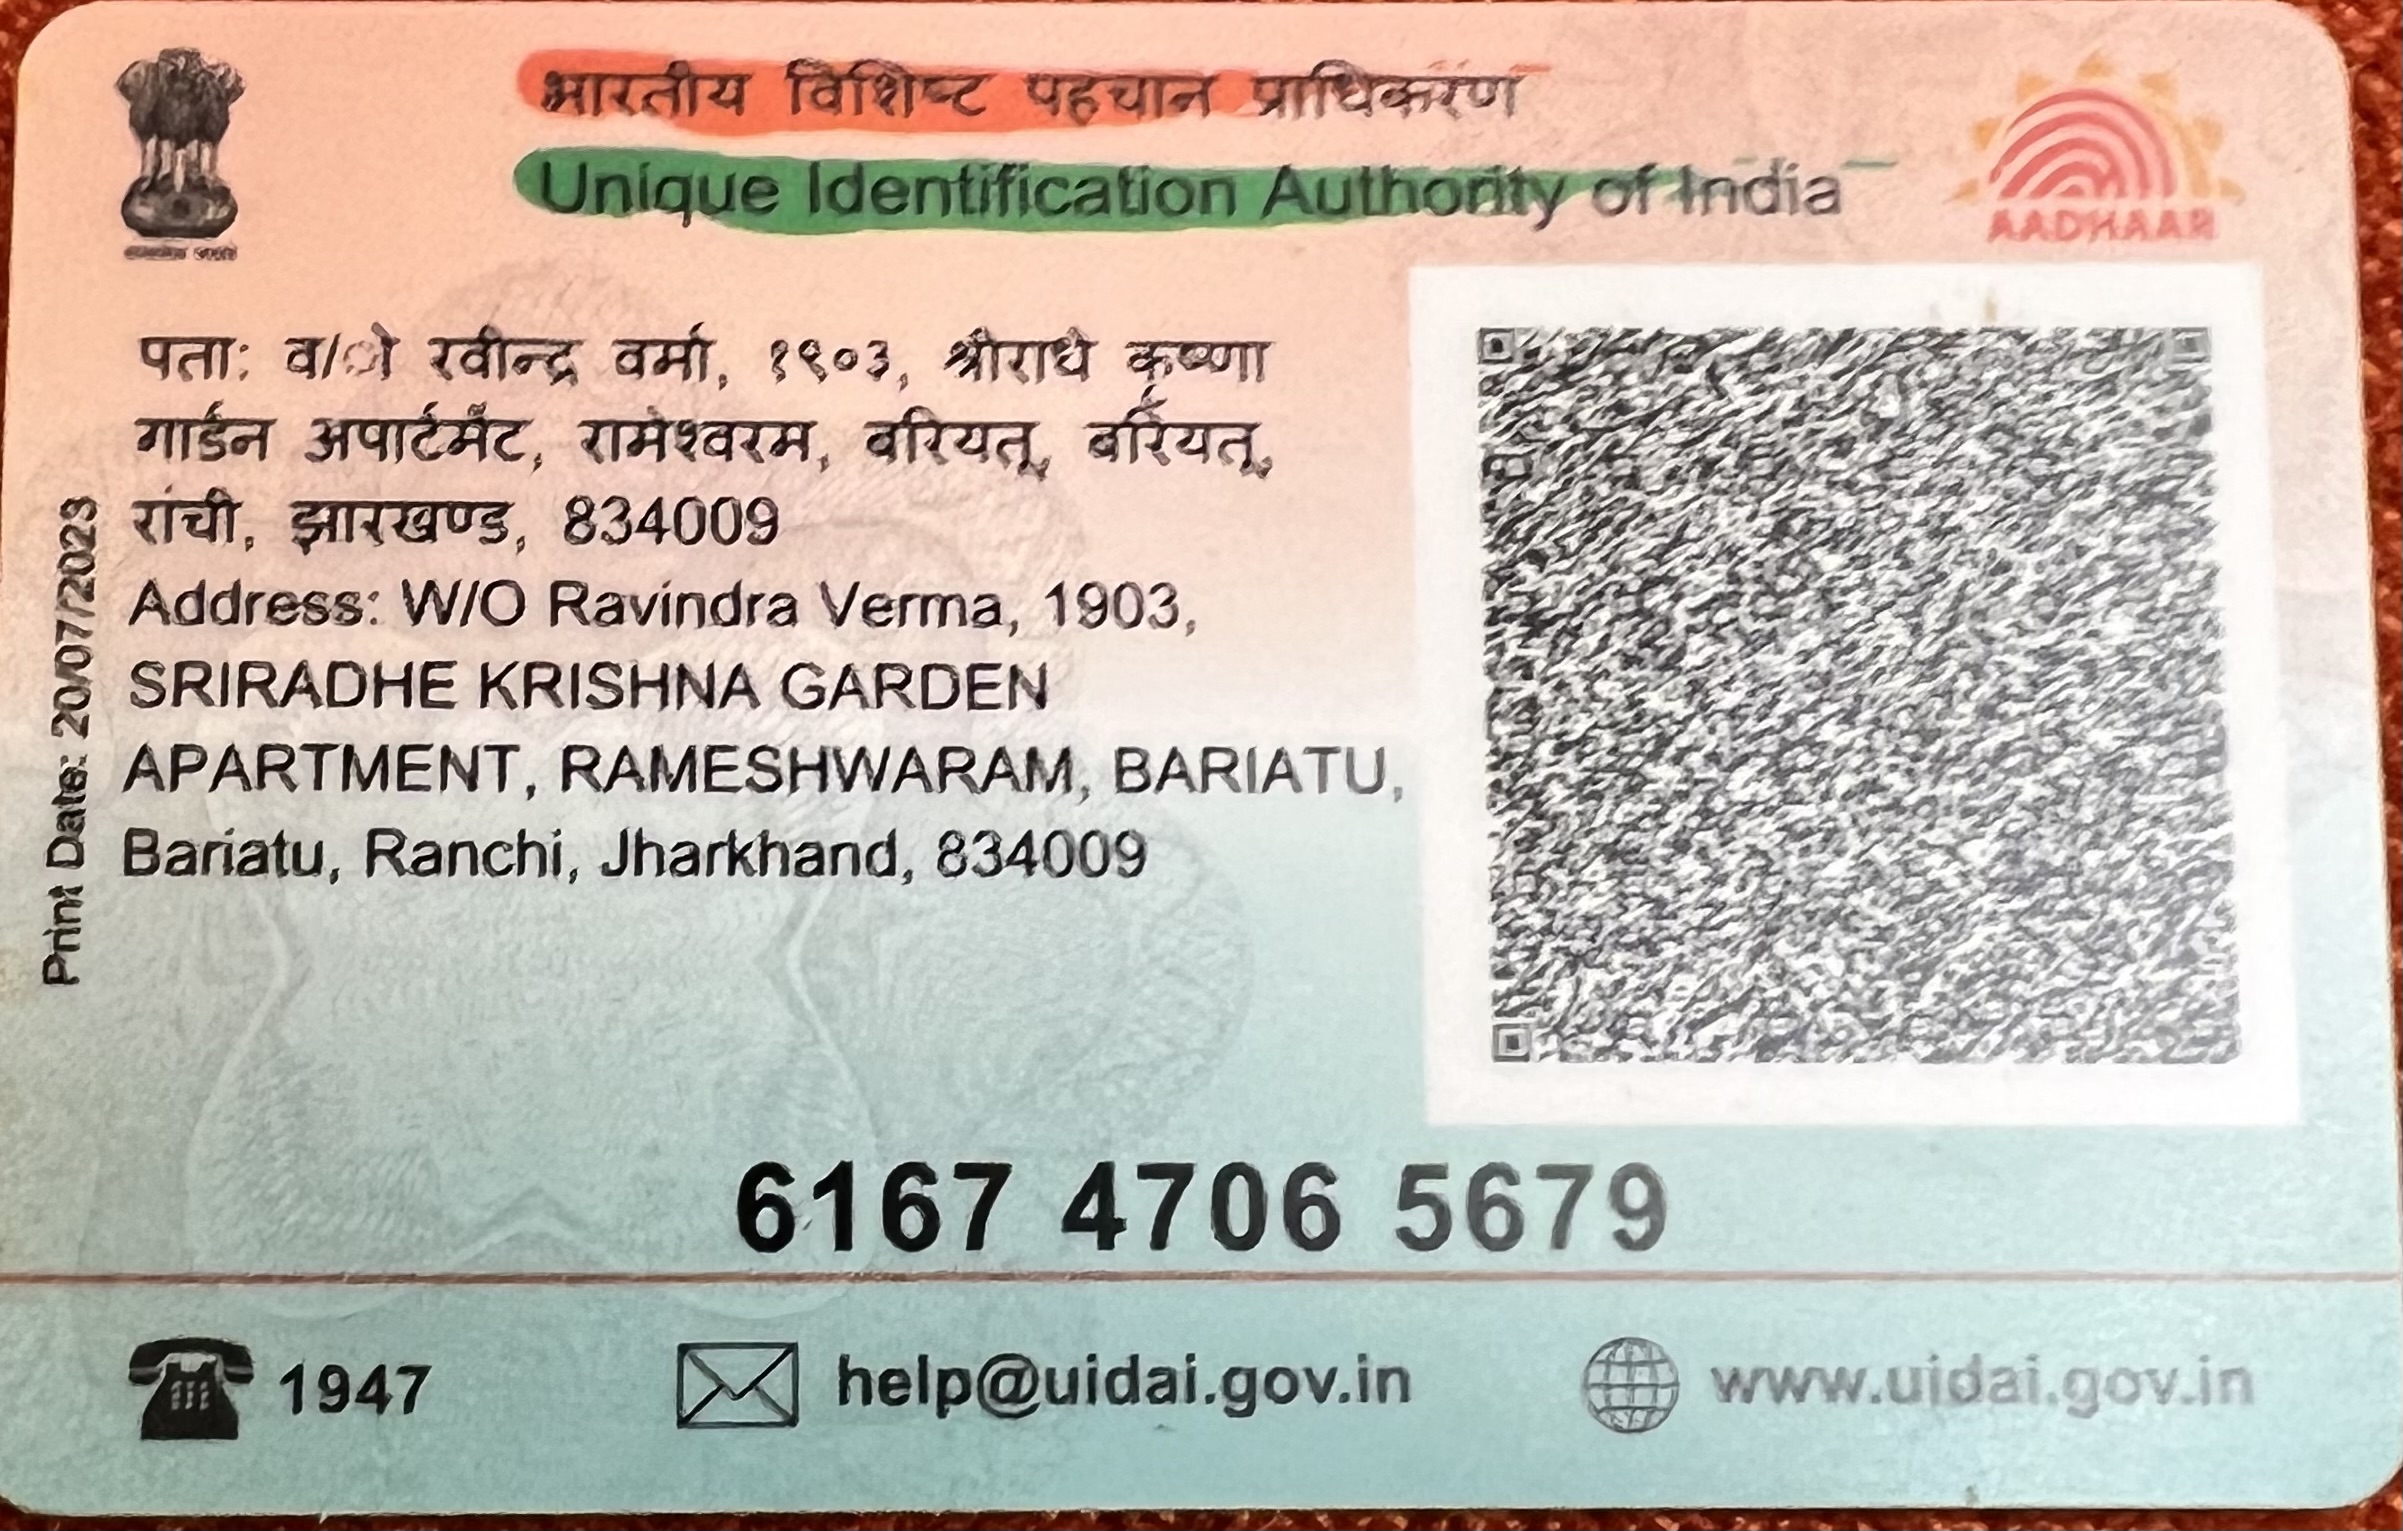 भारतीय विशिष्ट पहचान प्राधिकरण
Unique Identification Authority of India
AADHAAR
पता: व/ो रवीन्द्र वर्मा, १९०३, श्रीराधे कृष्णा
गार्डन अपार्टमेंट, रामेश्वरम, वरियतू, बरियतू,
रांची, झारखण्ड, 834009
Address: W/O Ravindra Verma, 1903,
SRIRADHE KRISHNA GARDEN
APARTMENT, RAMESHWARAM, BARIATU,
Bariatu, Ranchi, Jharkhand, 834009
Print Date: 20/07/2023
6167 4706 5679
1947
help@uidai.gov.in
www.uidai.gov.in